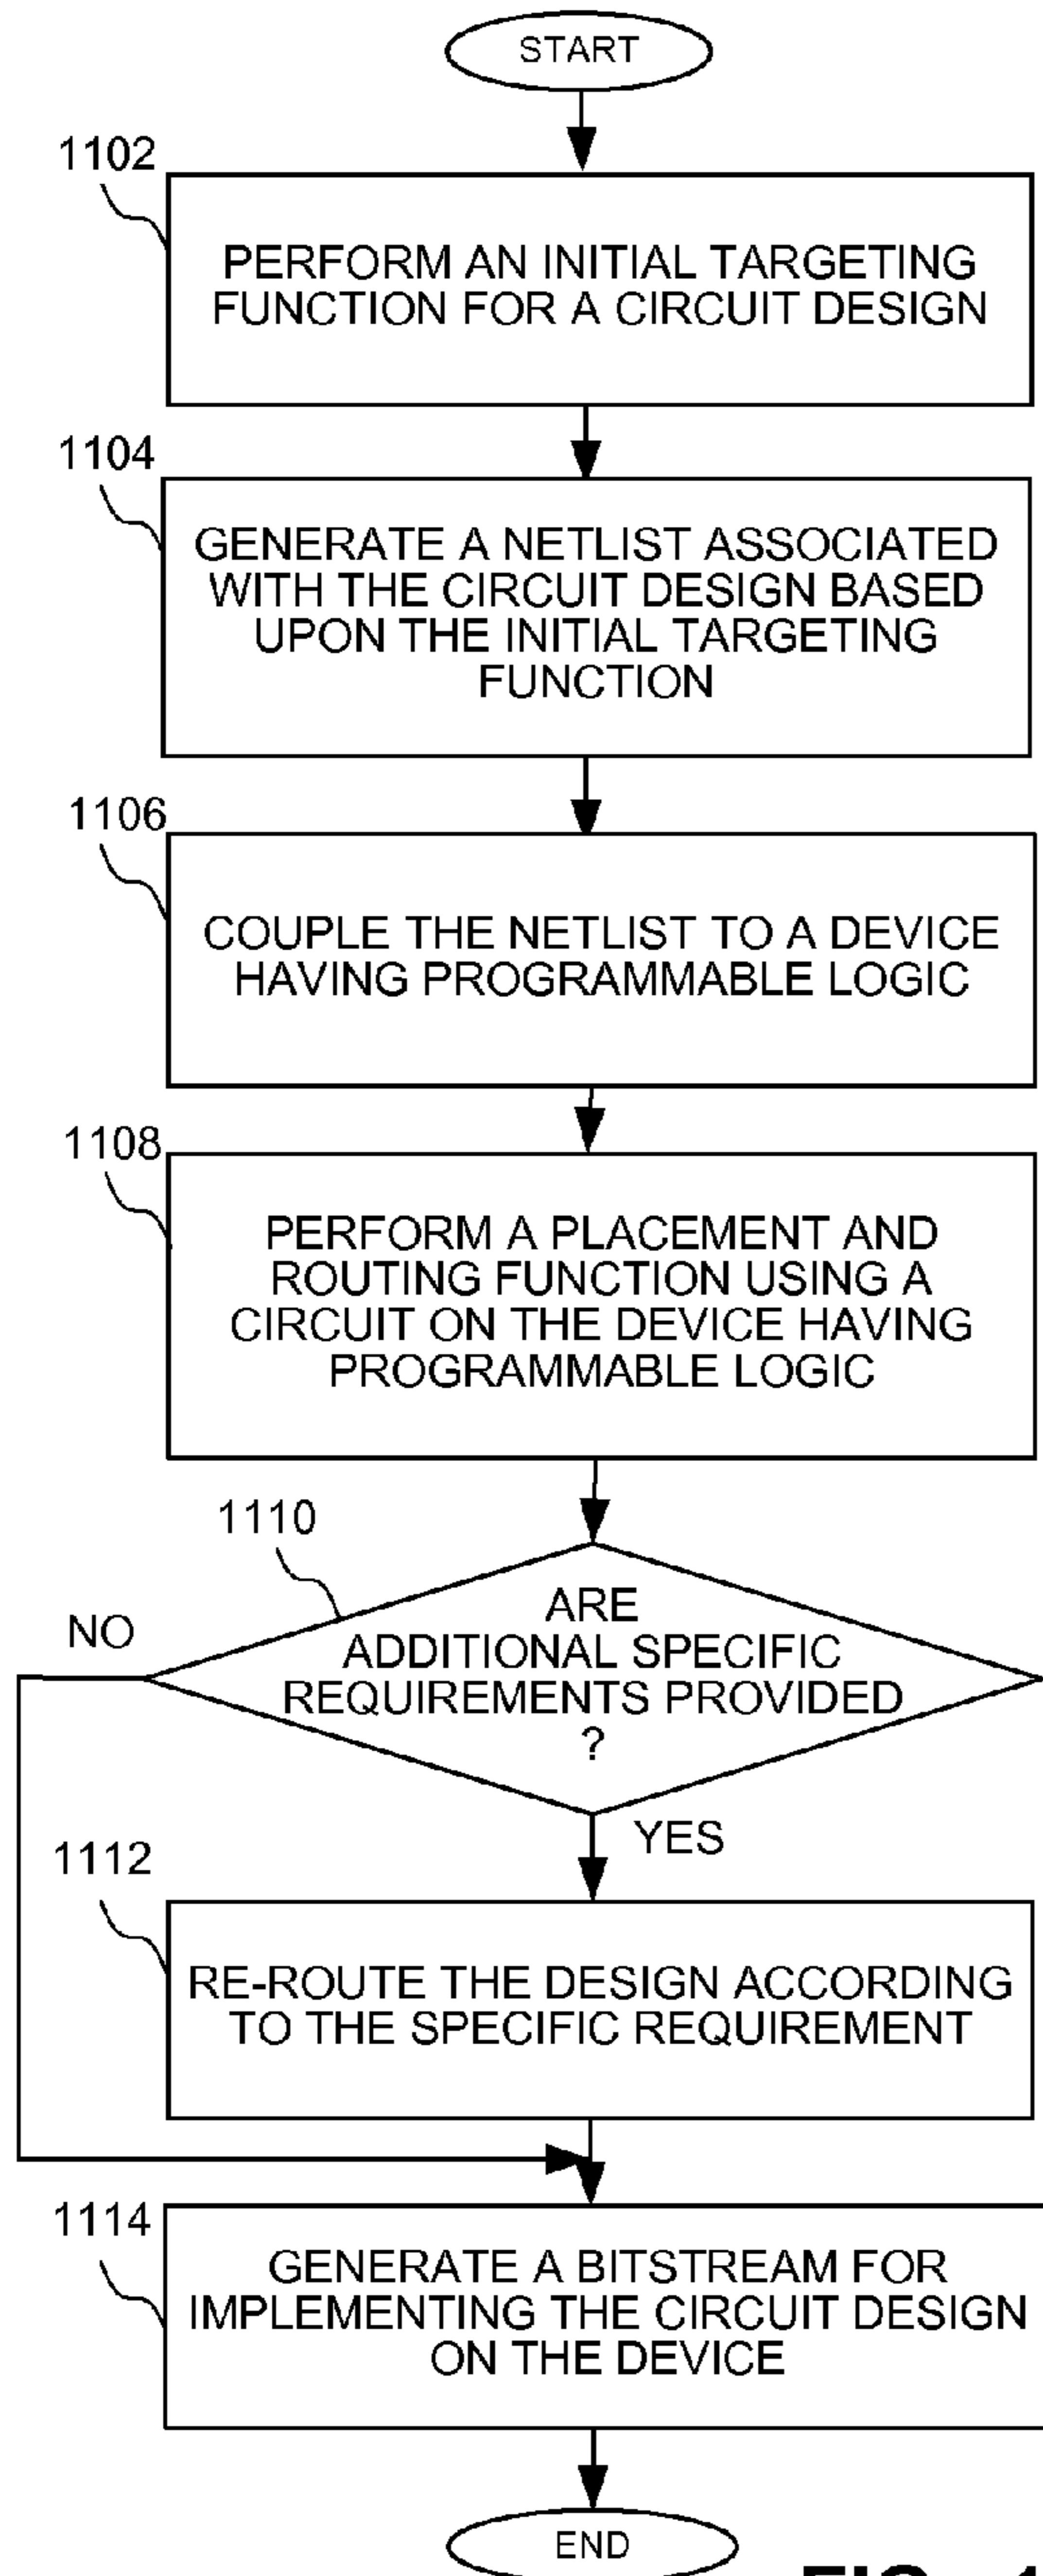 START
1102
PERFORM AN INITIAL TARGETING
FUNCTION FOR A CIRCUIT DESIGN
1104
GENERATE A NETLIST ASSOCIATED
WITH THE CIRCUIT DESIGN BASED
UPON THE INITIAL TARGETING
FUNCTION
1106
COUPLE THE NETLIST TO A DEVICE
HAVING PROGRAMMABLE LOGIC
1108
PERFORM A PLACEMENT AND
ROUTING FUNCTION USING A
CIRCUIT ON THE DEVICE HAVING
PROGRAMMABLE LOGIC
1110
NO
ARE
ADDITIONAL SPECIFIC
REQUIREMENTS PROVIDED
?
YES
1112
RE-ROUTE THE DESIGN ACCORDING
TO THE SPECIFIC REQUIREMENT
1114
GENERATE A BITSTREAM FOR
IMPLEMENTING THE CIRCUIT DESIGN
ON THE DEVICE
END